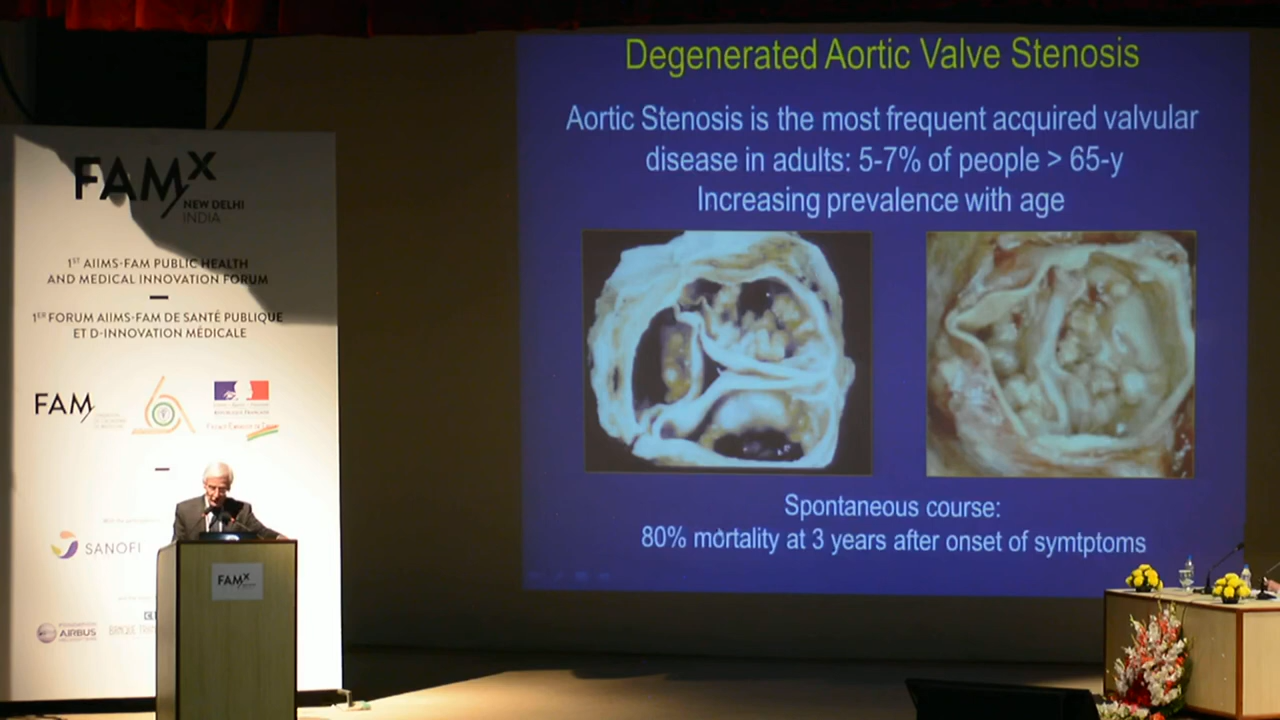 FAMX
NEW DELHI
INDIA
1ST AIIMS-FAM PUBLIC HEALTH
AND MEDICAL INNOVATION FORUM
1ER FORUM AIIMS-FAM DE SANTÉ PUBLIQUE
ET D-INNOVATION MÉDICALE
FAM
SANOFI
AIRBUS
FAMX
Degenerated Aortic Valve Stenosis
Aortic Stenosis is the most frequent acquired valvular
disease in adults: 5-7% of people > 65-y
Increasing prevalence with age
Spontaneous course:
80% mortality at 3 years after onset of symtptoms